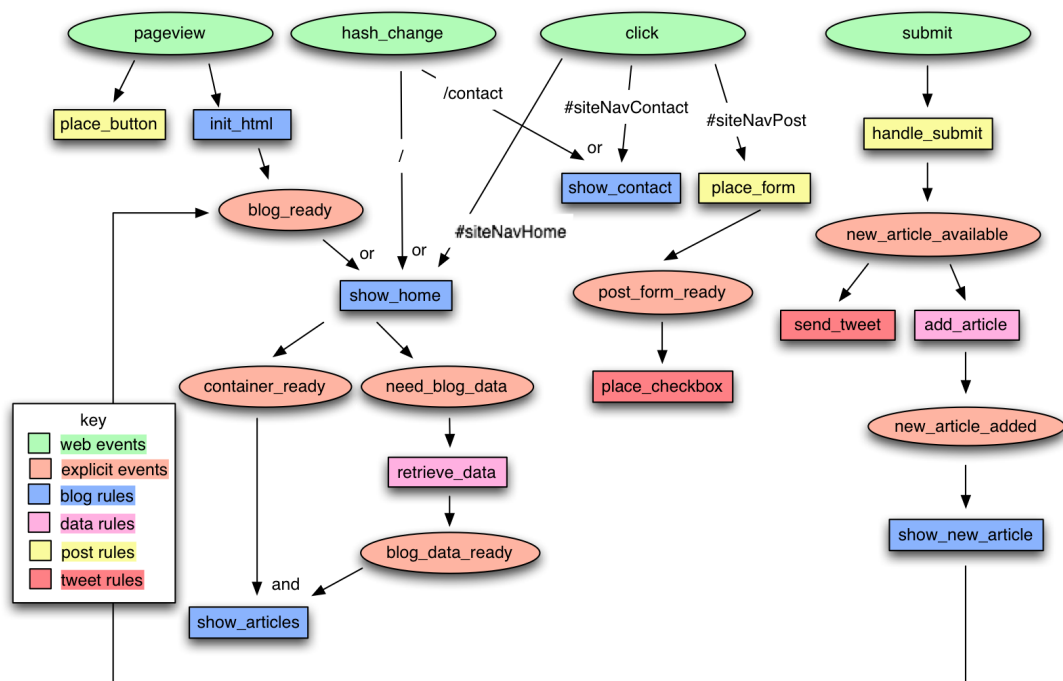 pageview
hash_change
click
submit
/contact
#siteNavContact
#siteNavPost
place_button
init_html
handle_submit
/
or
show_contact
place_form
blog_ready
#siteNavHome
new_article_available
or
or
show_home
post_form_ready
send_tweet
add_article
container_ready
need_blog_data
place_checkbox
key
web events
explicit events
blog rules
data rules
post rules
tweet rules
new_article_added
retrieve_data
show_new_article
blog_data_ready
and
show_articles